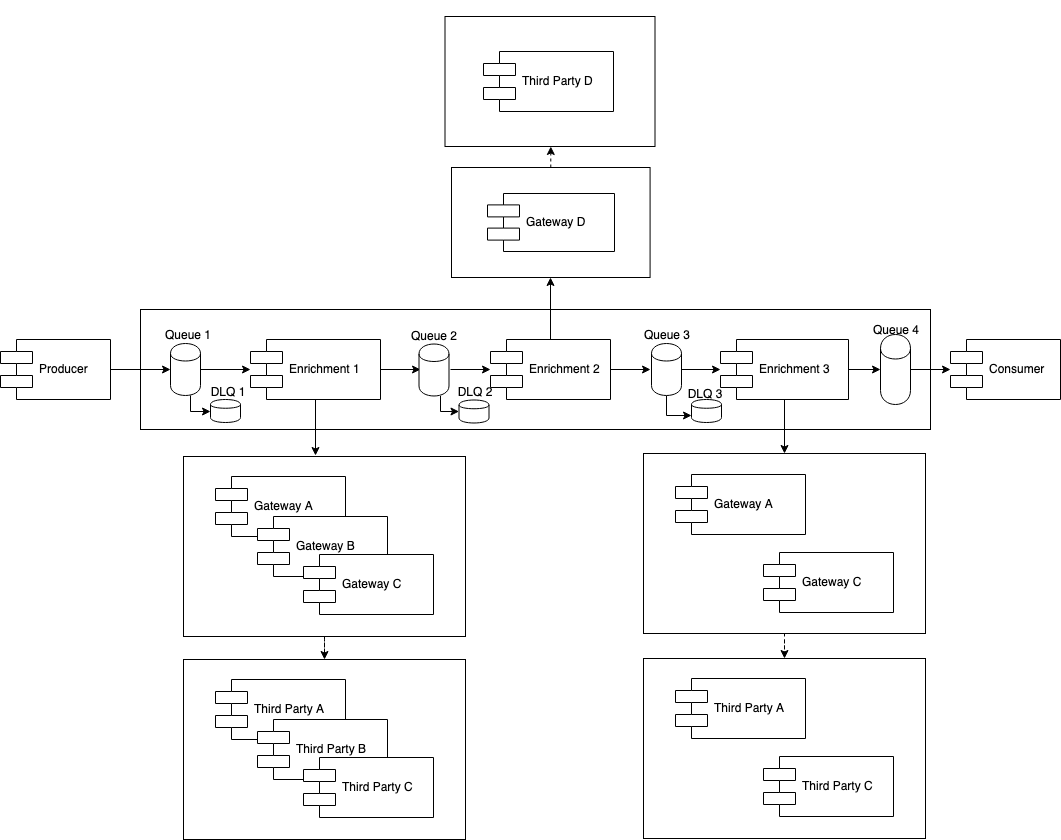 Third Party D
Gateway D
Queue 1
Queue 2
Queue 3
Queue 4
Producer
Enrichment 1
Enrichment 2
Enrichment 3
Consumer
DLQ 1
DLQ 2
DLQ 3
Gateway A
Gateway B
Gateway C
Gateway A
Gateway C
Third Party A
Third Party B
Third Party C
Third Party A
Third Party C